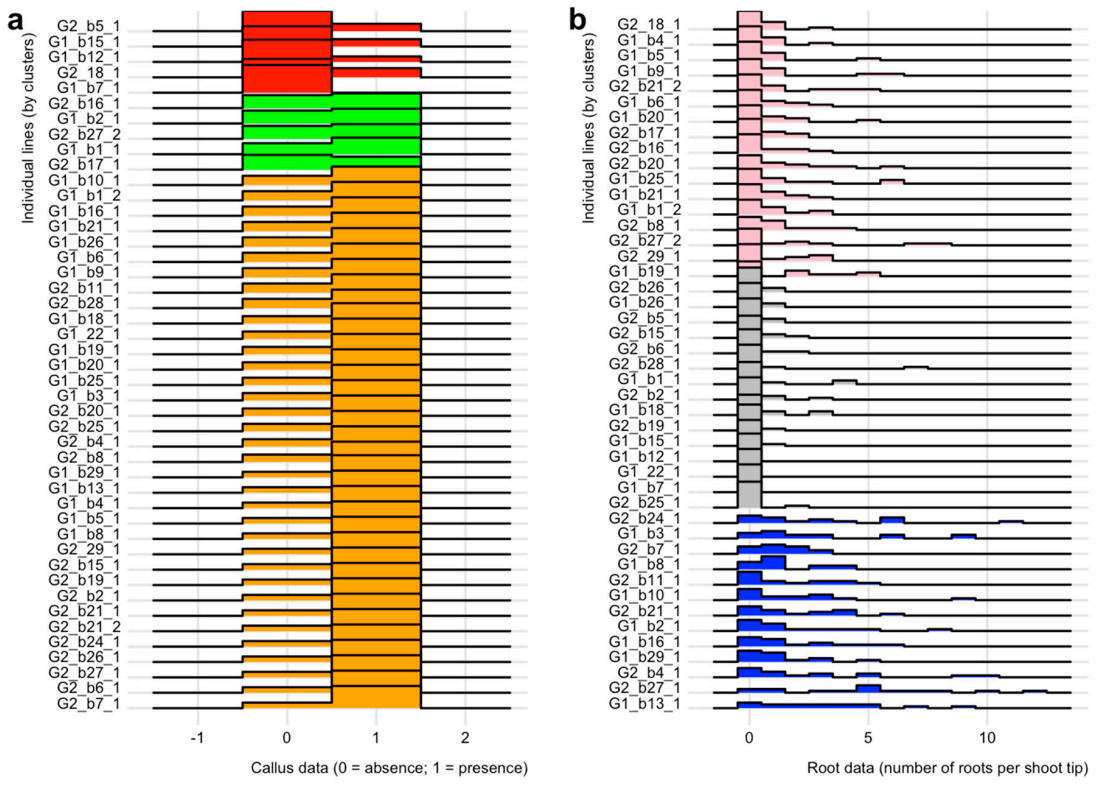 a
Individual lines (by clusters)
G2_b5_1
G1_b15_1
G1_b12_1
G2_18_1
G1_b7_1
G2_b16_1
G1_b2_1
G2_b27_2
G1_b1_1
G2_b17_1
G1_b10_1
G1_b1_2
G1_b16_1
G1_b21_1
G1_b26_1
G1_b6_1
G1_b9_1
G2_b11_1
G2_b28_1
G1_b18_1
G1_22_1
G1_b19_1
G1_b20_1
G1_b25_1
G1_b3_1
G2_b20_1
G2_b25_1
G2_b4_1
G2_b8_1
G1_b29_1
G1_b13_1
G1_b4_1
G1_b5_1
G1_b8_1
G2_29_1
G2_b15_1
G2_b19_1
G2_b2_1
G2_b21_1
G2_b21_2
G2_b24_1
G2_b26_1
G2_b27_1
G2_b6_1
G2_b7_1
-1 0 1 2
Callus data (0 = absence; 1 = presence)
b
Individual lines (by clusters)
G2_18_1
G1_b4_1
G1_b5_1
G1_b9_1
G2_b21_2
G1_b6_1
G1_b20_1
G2_b17_1
G2_b16_1
G2_b20_1
G1_b25_1
G1_b21_1
G1_b1_2
G2_b8_1
G2_b27_2
G2_29_1
G1_b19_1
G2_b26_1
G1_b26_1
G2_b5_1
G2_b15_1
G2_b6_1
G2_b28_1
G1_b1_1
G2_b2_1
G1_b18_1
G2_b19_1
G1_b15_1
G1_b12_1
G1_22_1
G1_b7_1
G2_b25_1
G2_b24_1
G1_b3_1
G2_b7_1
G1_b8_1
G2_b11_1
G1_b10_1
G2_b21_1
G1_b2_1
G1_b16_1
G1_b29_1
G2_b4_1
G2_b27_1
G1_b13_1
0 5 10
Root data (number of roots per shoot tip)